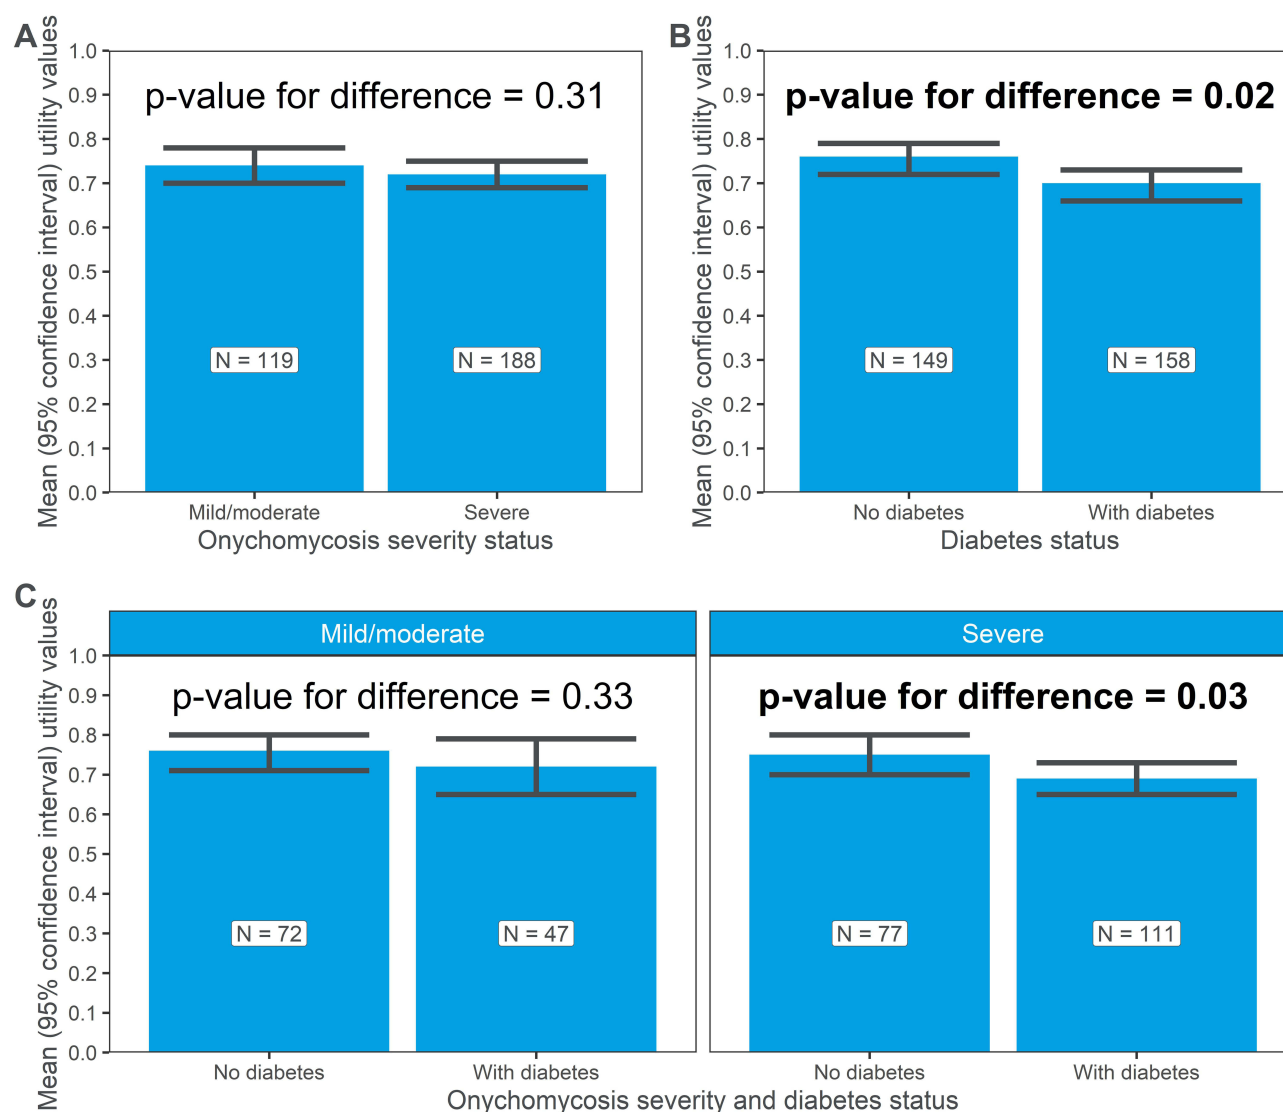 A
Mean (95% confidence interval) utility values
1.0
0.9
0.8
0.7
0.6
0.5
0.4
0.3
0.2
0.1
0.0
p-value for difference = 0.31
N = 119
N = 188
Mild/moderate
Severe
Onychomycosis severity status
B
Mean (95% confidence interval) utility values
1.0
0.9
0.8
0.7
0.6
0.5
0.4
0.3
0.2
0.1
0.0
p-value for difference = 0.02
N = 149
N = 158
No diabetes
With diabetes
Diabetes status
C
Mean (95% confidence interval) utility values
1.0
0.9
0.8
0.7
0.6
0.5
0.4
0.3
0.2
0.1
0.0
Mild/moderate
p-value for difference = 0.33
N = 72
N = 47
No diabetes
With diabetes
Severe
p-value for difference = 0.03
N = 77
N = 111
No diabetes
With diabetes
Onychomycosis severity and diabetes status